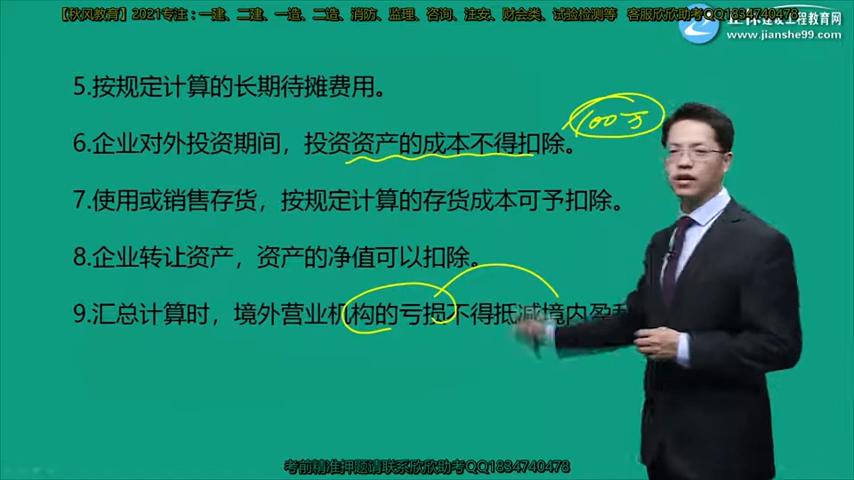 【秋风教育】2021专注：一建、二建、一造、二造、消防、监理、咨询、注安、财会类、试验检测等 客服欣欣助考QQ1834740478
建设工程教育网
www.jianshe99.com
5.按规定计算的长期待摊费用。
100万
6.企业对外投资期间，投资资产的成本不得扣除。
7.使用或销售存货，按规定计算的存货成本可予扣除。
8.企业转让资产，资产的净值可以扣除。
9.汇总计算时，境外营业机构的亏损不得抵减境内盈
考前精准押题请联系欣欣助考QQ1834740478